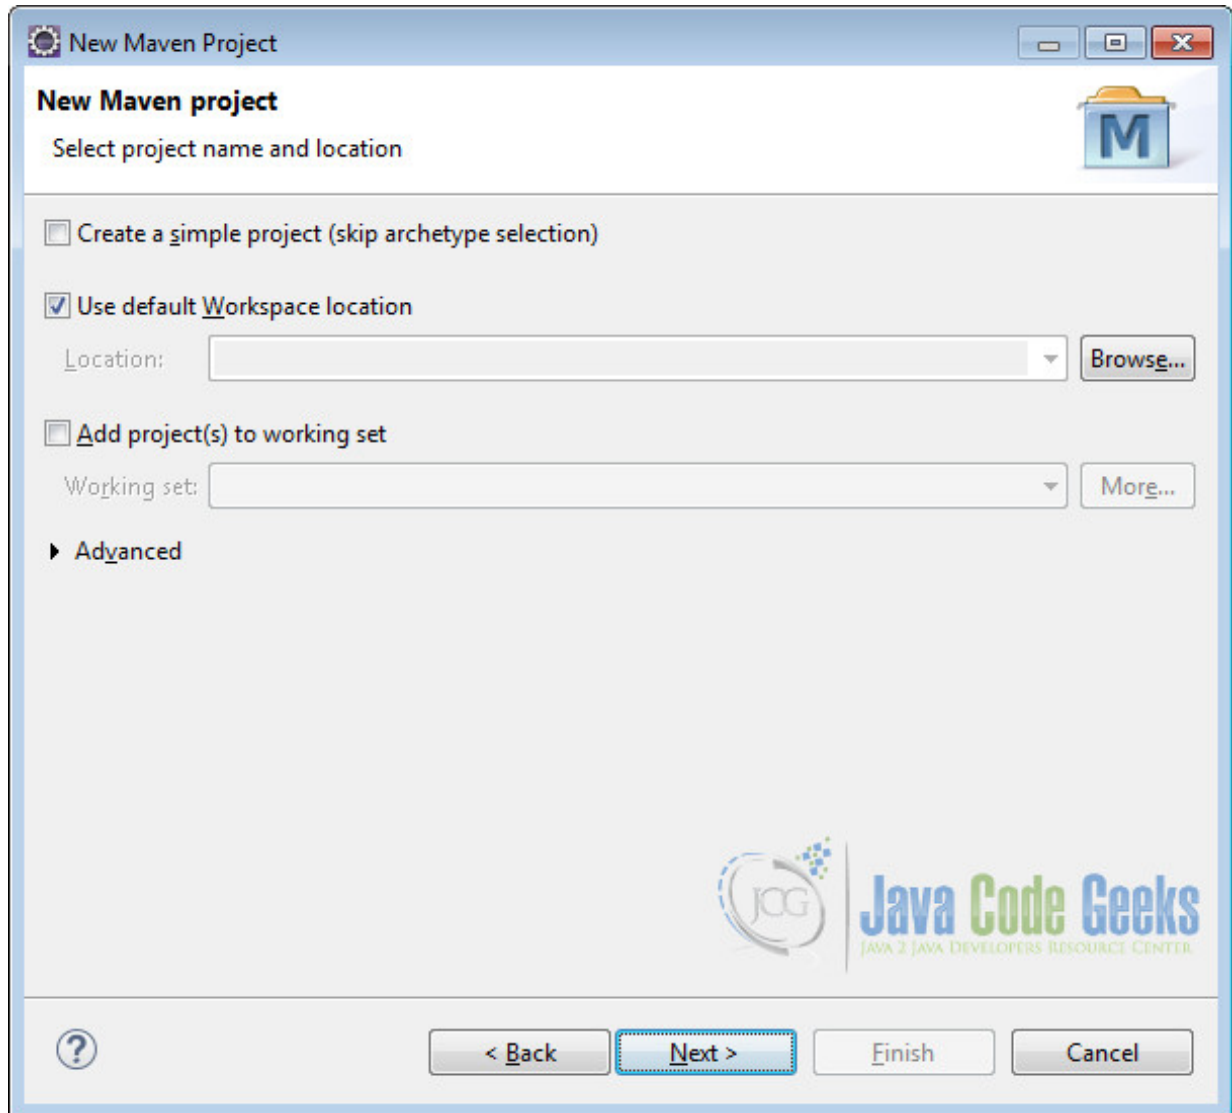 New Maven Project
New Maven project
Select project name and location
M
Create a simple project (skip archetype selection)
Use default Workspace location
Location:
Browse...
Add project(s) to working set
Working set:
More...
Advanced
JCG
Java Code Geeks
JAVA 2 JAVA DEVELOPERS RESOURCE CENTER
?
< Back
Next >
Finish
Cancel